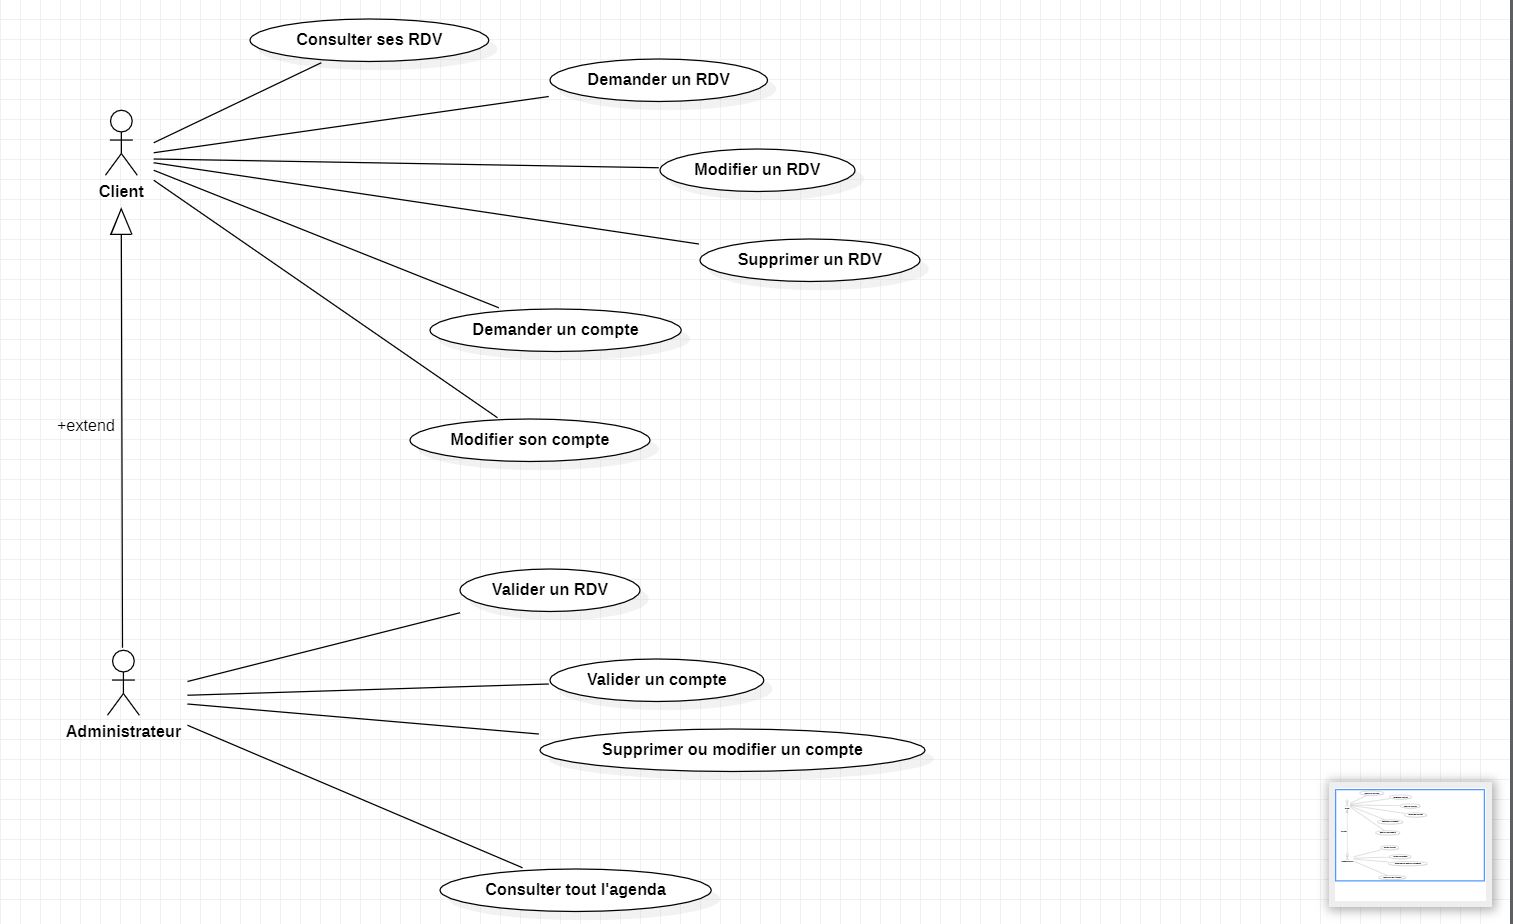 Consulter ses RDV
Demander un RDV
Modifier un RDV
Client
Supprimer un RDV
Demander un compte
+extend
Modifier son compte
Valider un RDV
Valider un compte
Administrateur
Supprimer ou modifier un compte
Consulter tout l'agenda